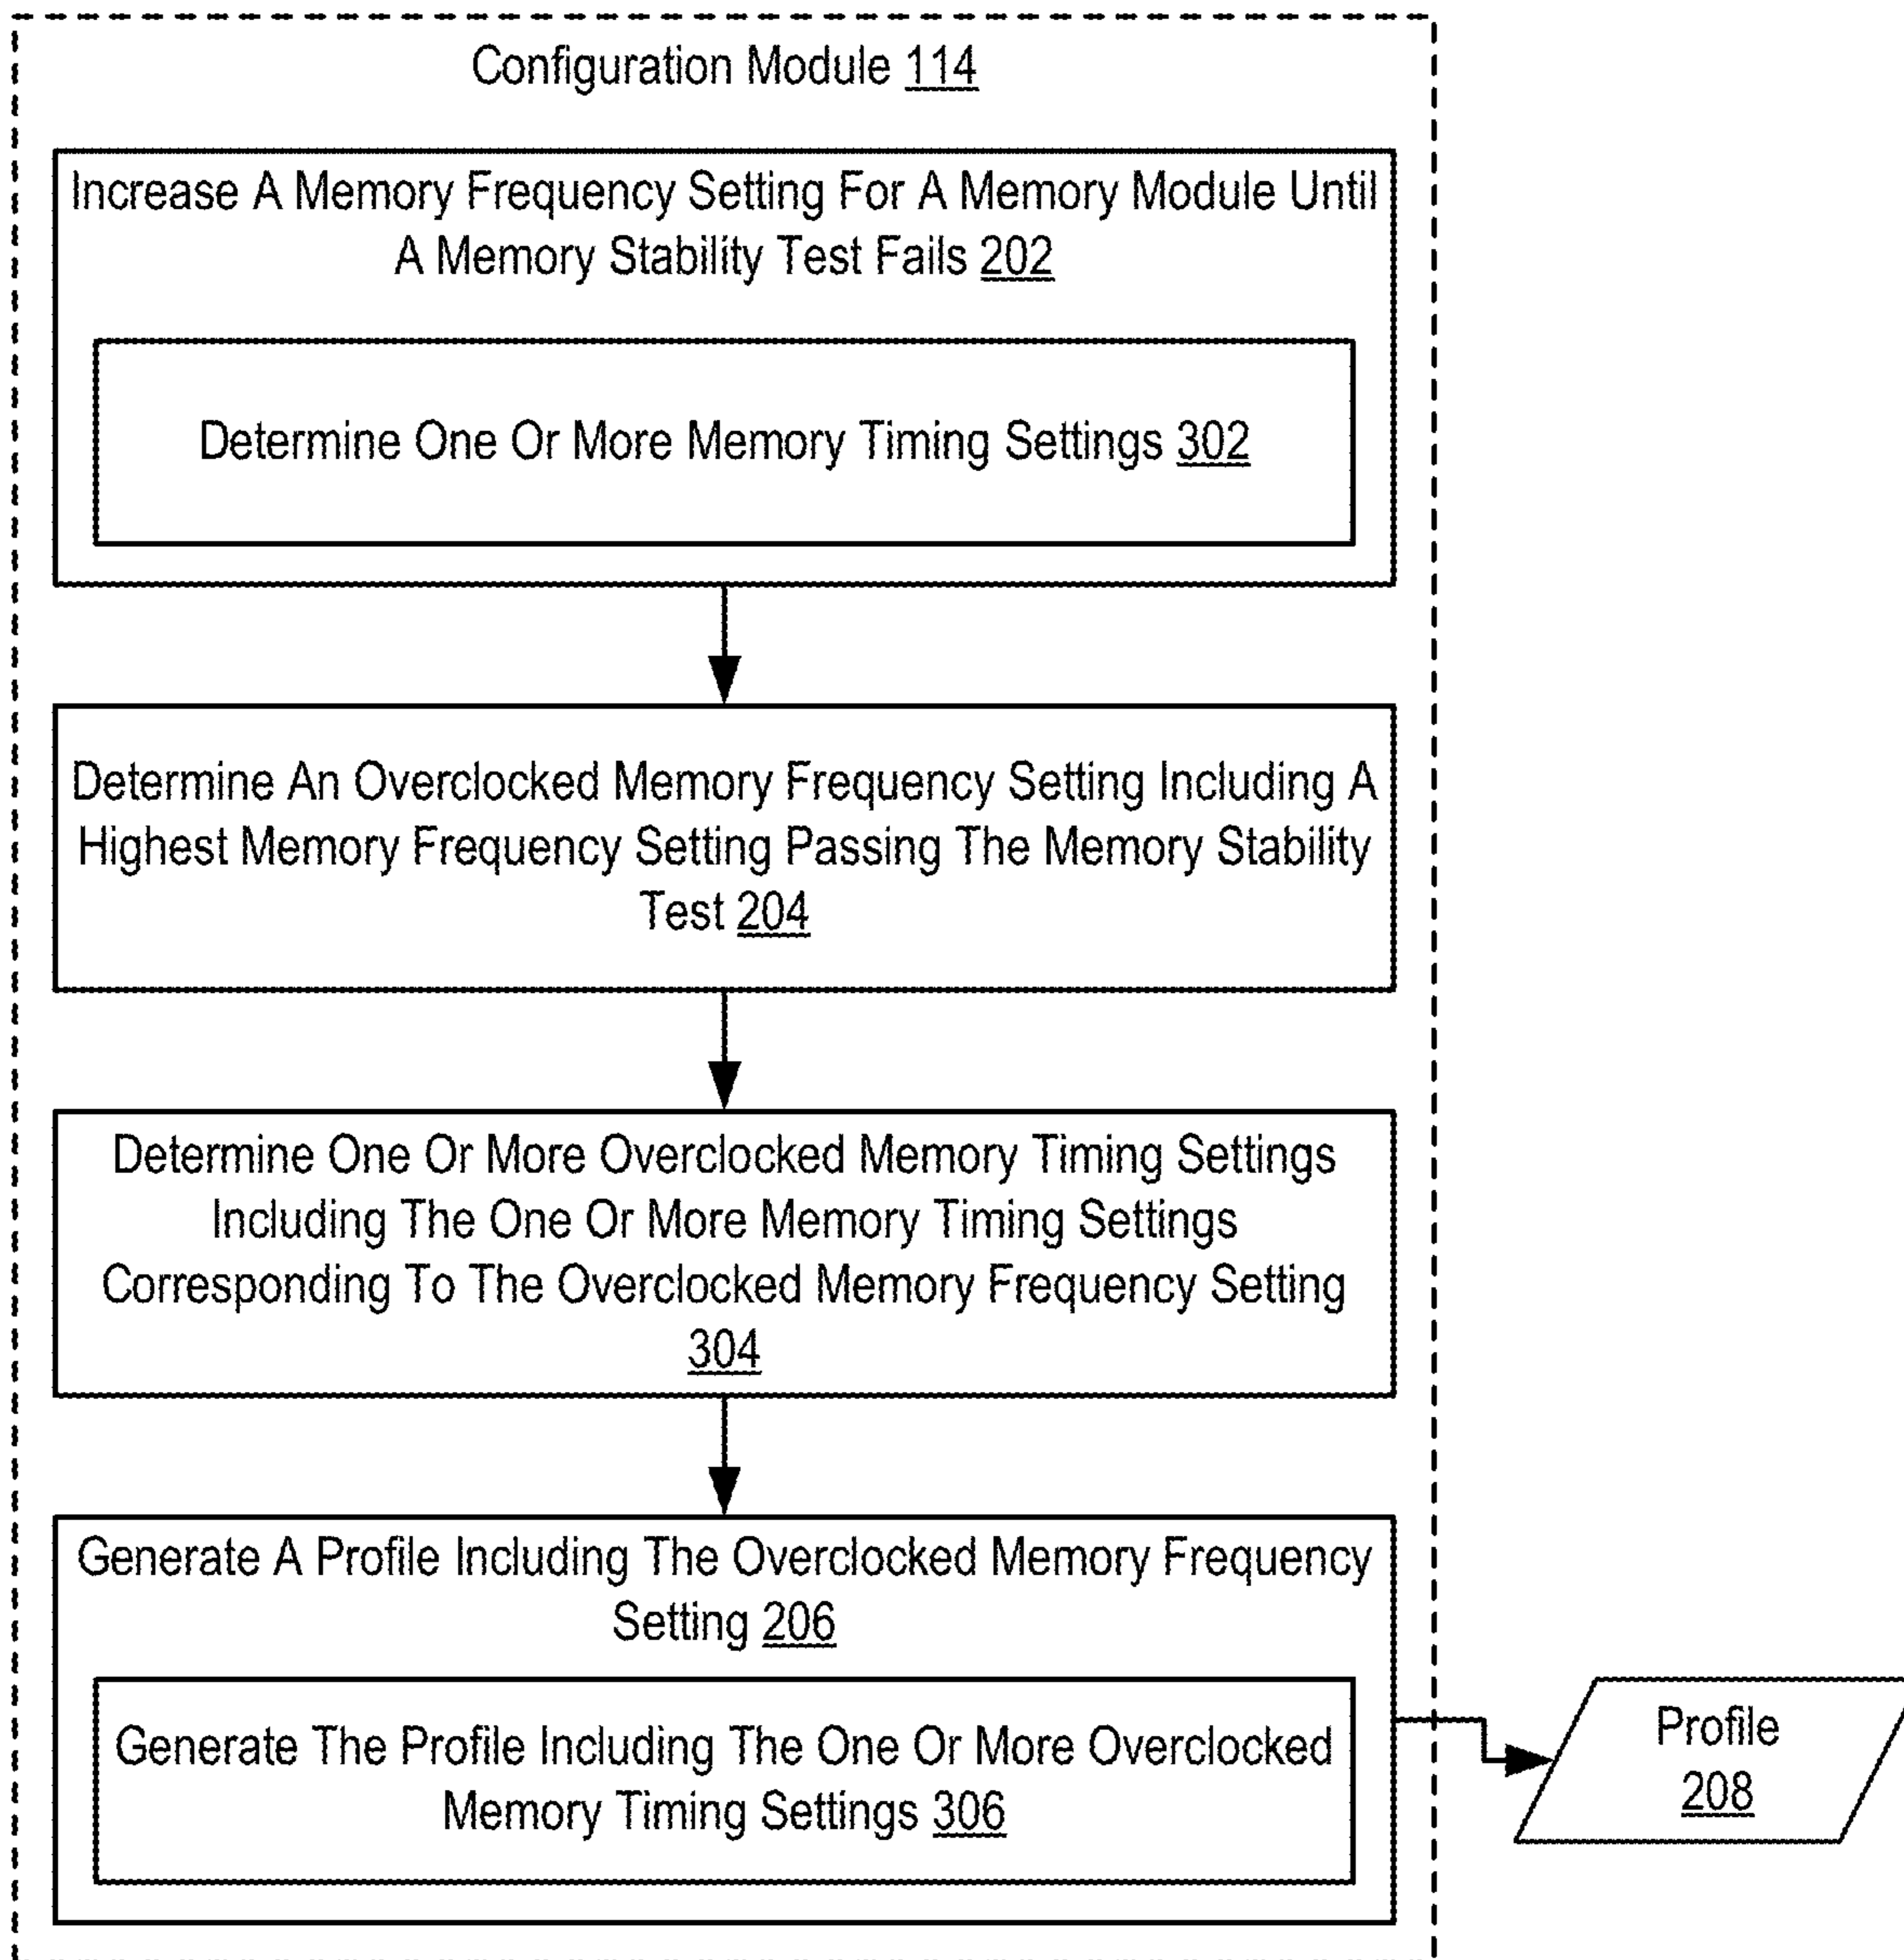 Configuration Module 114
Increase A Memory Frequency Setting For A Memory Module Until
A Memory Stability Test Fails 202
Determine One Or More Memory Timing Settings 302
Determine An Overclocked Memory Frequency Setting Including A
Highest Memory Frequency Setting Passing The Memory Stability
Test 204
Determine One Or More Overclocked Memory Timing Settings
Including The One Or More Memory Timing Settings
Corresponding To The Overclocked Memory Frequency Setting
304
Generate A Profile Including The Overclocked Memory Frequency
Setting 206
Generate The Profile Including The One Or More Overclocked
Memory Timing Settings 306
Profile
208